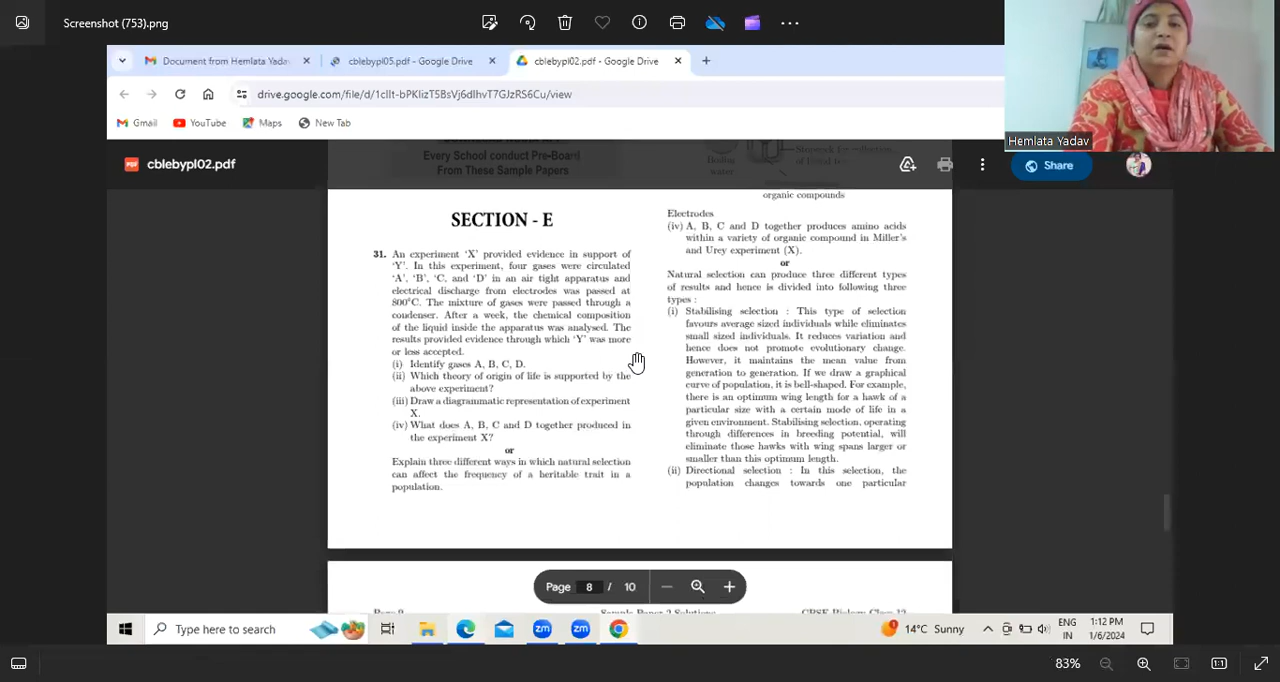 Screenshot (753).png
Hemlata Yadav
Document from Hemlata Yadav
cblebypl05.pdf - Google Drive
cblebypl02.pdf - Google Drive
drive.google.com/file/d/1cIIt-bPKlizT5BsVj6dIhvT7GJzRS6Cu/view
Gmail
YouTube
Maps
New Tab
cblebypl02.pdf
Share
Every School conduct Pre-Board
From These Sample Papers
SECTION - E
31. An experiment ‘X’ provided evidence in support of
‘Y’. In this experiment, four gases were circulated
‘A’, ‘B’, ‘C, and ‘D’ in an air tight apparatus and
electrical discharge from electrodes was passed at
800°C. The mixture of gases were passed through a
condenser. After a week, the chemical composition
of the liquid inside the apparatus was analysed. The
results provided evidence through which ‘Y’ was more
or less accepted.
(i) Identify gases A, B, C, D.
(ii) Which theory of origin of life is supported by the
above experiment?
(iii) Draw a diagrammatic representation of experiment
X.
(iv) What does A, B, C and D together produced in
the experiment X?
or
Explain three different ways in which natural selection
can affect the frequency of a heritable trait in a
population.
Boiling
water
organic compounds
Electrodes
(iv) A, B, C and D together produces amino acids
within a variety of organic compound in Miller’s
and Urey experiment (X).
or
Natural selection can produce three different types
of results and hence is divided into following three
types :
(i) Stabilising selection : This type of selection
favours average sized individuals while eliminates
small sized individuals. It reduces variation and
hence does not promote evolutionary change.
However, it maintains the mean value from
generation to generation. If we draw a graphical
curve of population, it is bell-shaped. For example,
there is an optimum wing length for a hawk of a
particular size with a certain mode of life in a
given environment. Stabilising selection, operating
through differences in breeding potential, will
eliminate those hawks with wing spans larger or
smaller than this optimum length.
(ii) Directional selection : In this selection, the
population changes towards one particular
Page 8 / 10
Page 9
Sample Paper 2 Solutions
CBSE Biology Class 12
Type here to search
14°C Sunny
ENG
IN
1:12 PM
1/6/2024
83%